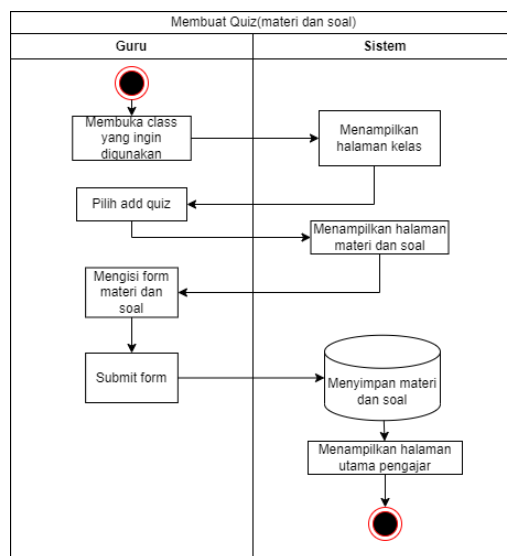 Membuat Quiz(materi dan soal)
Guru
Sistem
Membuka class
yang ingin
digunakan
Menampilkan
halaman kelas
Pilih add quiz
Menampilkan halaman
materi dan soal
Mengisi form
materi dan
soal
Submit form
Menyimpan materi
dan soal
Menampilkan halaman
utama pengajar